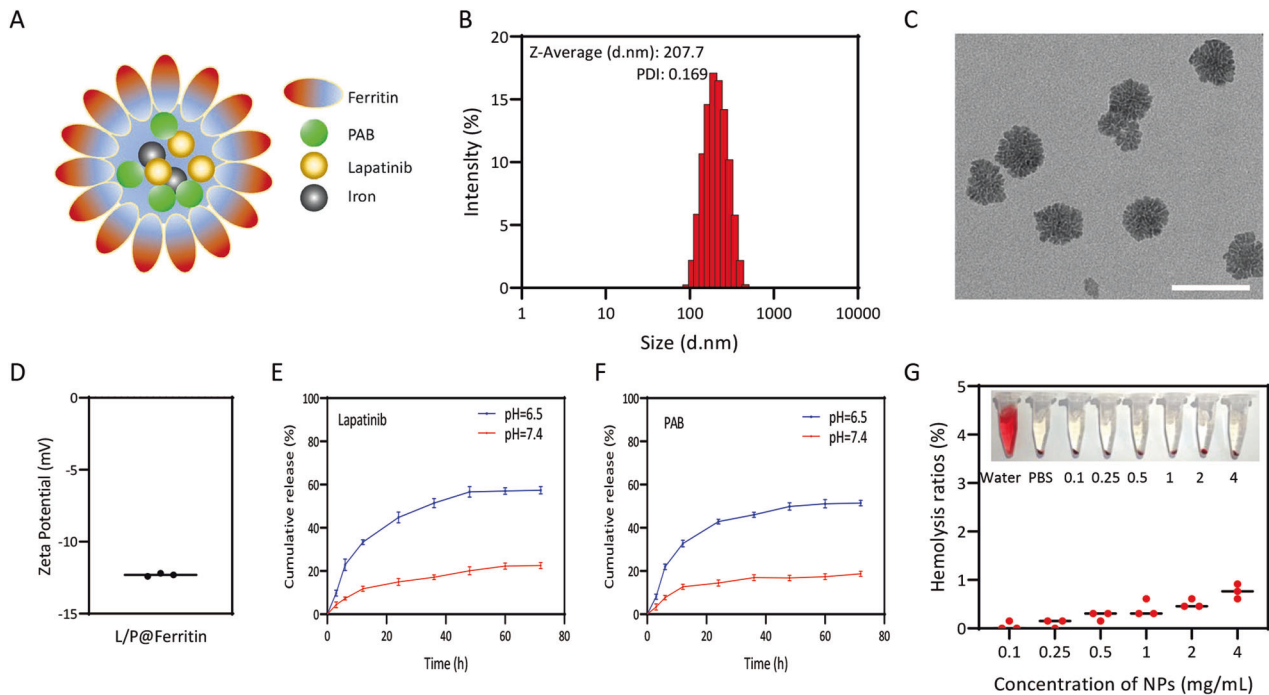 A
Ferritin
PAB
Lapatinib
Iron
B
Z-Average (d.nm): 207.7
PDI: 0.169
20
15
10
5
0
Intensity (%)
1 10 100 1000 10000
Size (d.nm)
C
D
0
-5
-10
-15
Zeta Potential (mV)
L/P@Ferritin
E
100
80
60
40
20
0
Cumulative release (%)
Lapatinib
pH=6.5
pH=7.4
0 20 40 60 80
Time (h)
F
100
80
60
40
20
0
Cumulative release (%)
PAB
pH=6.5
pH=7.4
0 20 40 60 80
Time (h)
G
5
4
3
2
1
0
Hemolysis ratios (%)
Water PBS 0.1 0.25 0.5 1 2 4
0.1 0.25 0.5 1 2 4
Concentration of NPs (mg/mL)